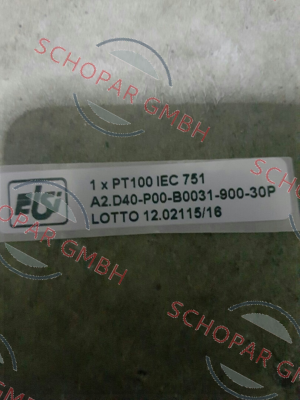 SCHOPAR GMBH
SCHOPAR GMBH
1 x PT100 IEC 751
A2.D40-P00-B0031-900-30P
LOTTO 12.02115/16
SCHOPAR GMBH
SCHOPAR GMBH